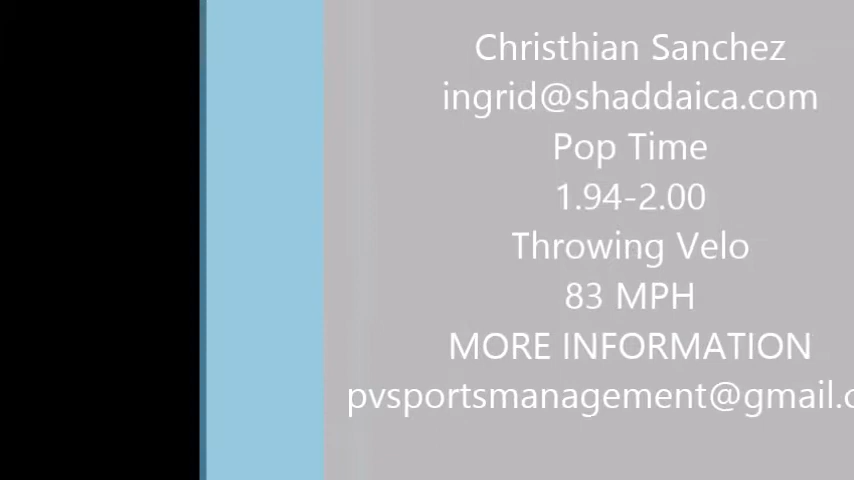 Christhian Sanchez
ingrid@shaddaica.com
Pop Time
1.94-2.00
Throwing Velo
83 MPH
MORE INFORMATION
pvsportsmanagement@gmail.c